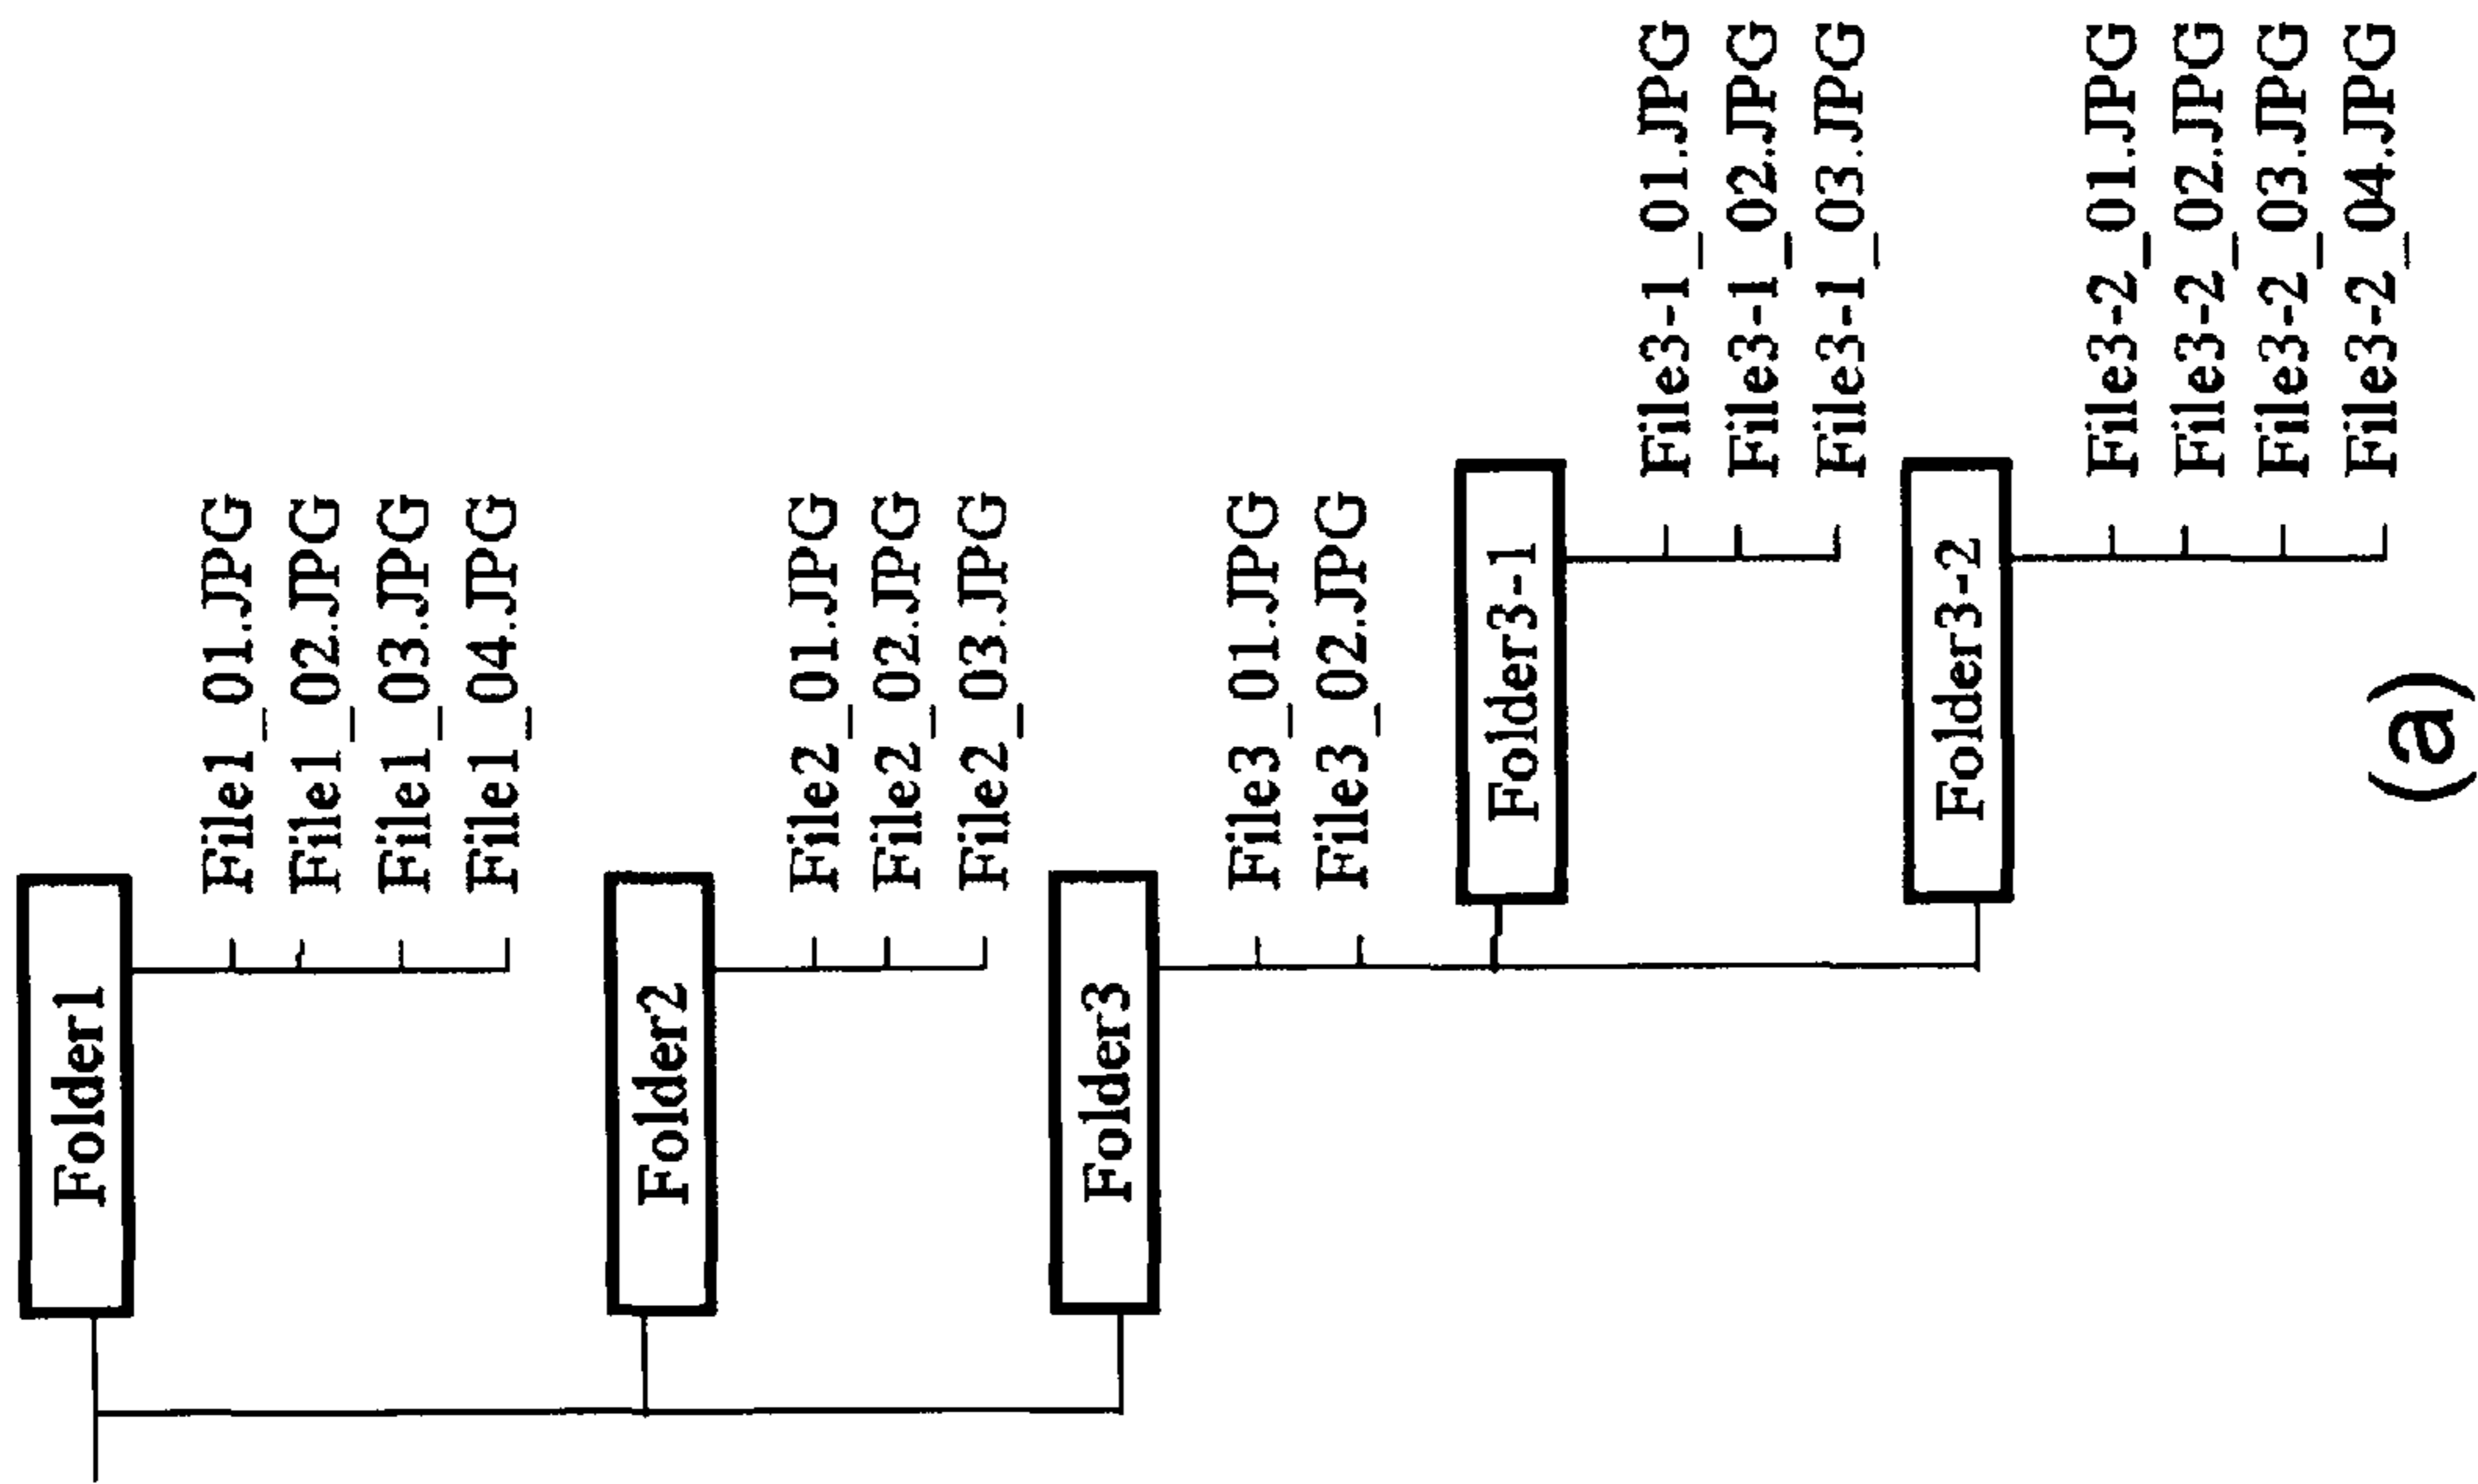 Folder1
File1_01.JPG
File1_02.JPG
File1_03.JPG
File1_04.JPG
Folder2
File2_01.JPG
File2_02.JPG
File2_03.JPG
Folder3
File3_01.JPG
File3_02.JPG
Folder3-1
File3-1_01.JPG
File3-1_02.JPG
File3-1_03.JPG
Folder3-2
File3-2_01.JPG
File3-2_02.JPG
File3-2_03.JPG
File3-2_04.JPG
(a)